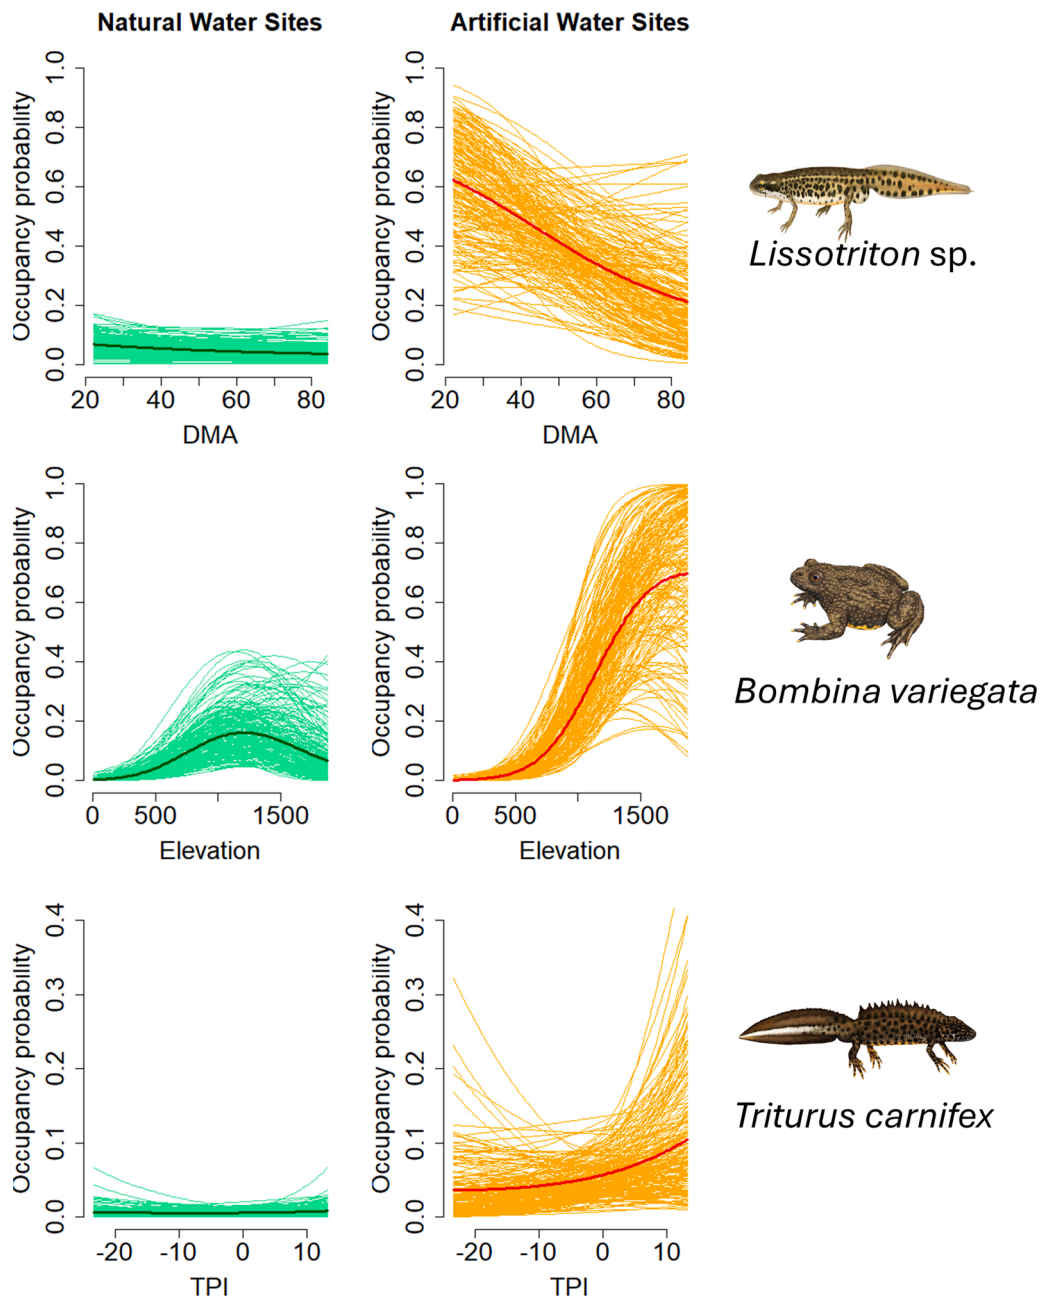 Natural Water Sites
Artificial Water Sites
Occupancy probability
0.0 0.2 0.4 0.6 0.8 1.0
20 40 60 80
DMA
Occupancy probability
0.0 0.2 0.4 0.6 0.8 1.0
20 40 60 80
DMA
Lissotriton sp.
Occupancy probability
0.0 0.2 0.4 0.6 0.8 1.0
0 500 1500
Elevation
Occupancy probability
0.0 0.2 0.4 0.6 0.8 1.0
0 500 1500
Elevation
Bombina variegata
Occupancy probability
0.0 0.1 0.2 0.3 0.4
-20 -10 0 10
TPI
Occupancy probability
0.0 0.1 0.2 0.3 0.4
-20 -10 0 10
TPI
Triturus carnifex